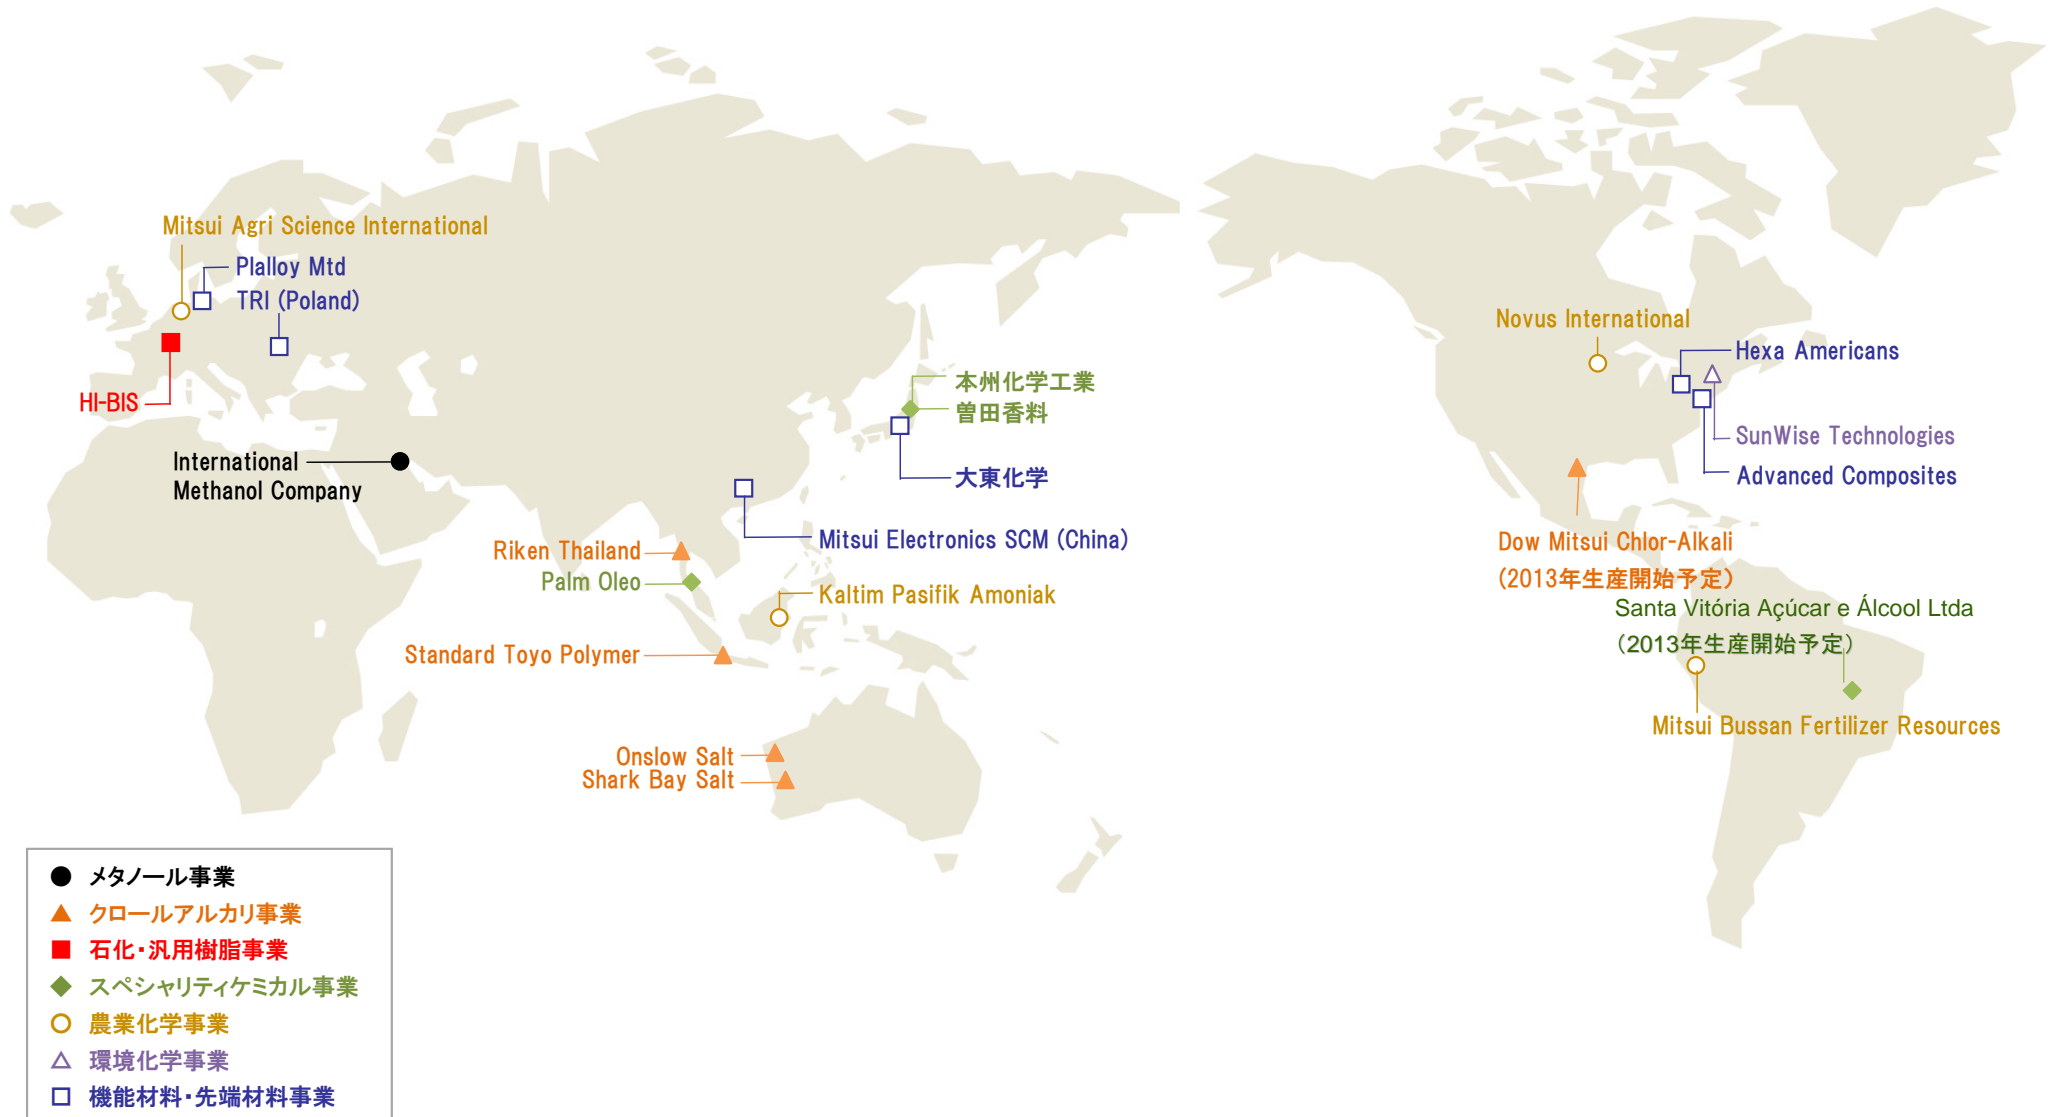 Mitsui Agri Science International
Plalloy Mtd
TRI (Poland)
HI-BIS
International
Methanol Company
本州化学工業
曽田香料
大東化学
Mitsui Electronics SCM (China)
Riken Thailand
Palm Oleo
Kaltim Pasifik Amoniak
Standard Toyo Polymer
Onslow Salt
Shark Bay Salt
Novus International
Hexa Americans
SunWise Technologies
Advanced Composites
Dow Mitsui Chlor-Alkali
(2013年生産開始予定)
Santa Vitória Açúcar e Álcool Ltda
(2013年生産開始予定)
Mitsui Bussan Fertilizer Resources
メタノール事業
クロールアルカリ事業
石化・汎用樹脂事業
スペシャリティケミカル事業
農業化学事業
環境化学事業
機能材料・先端材料事業